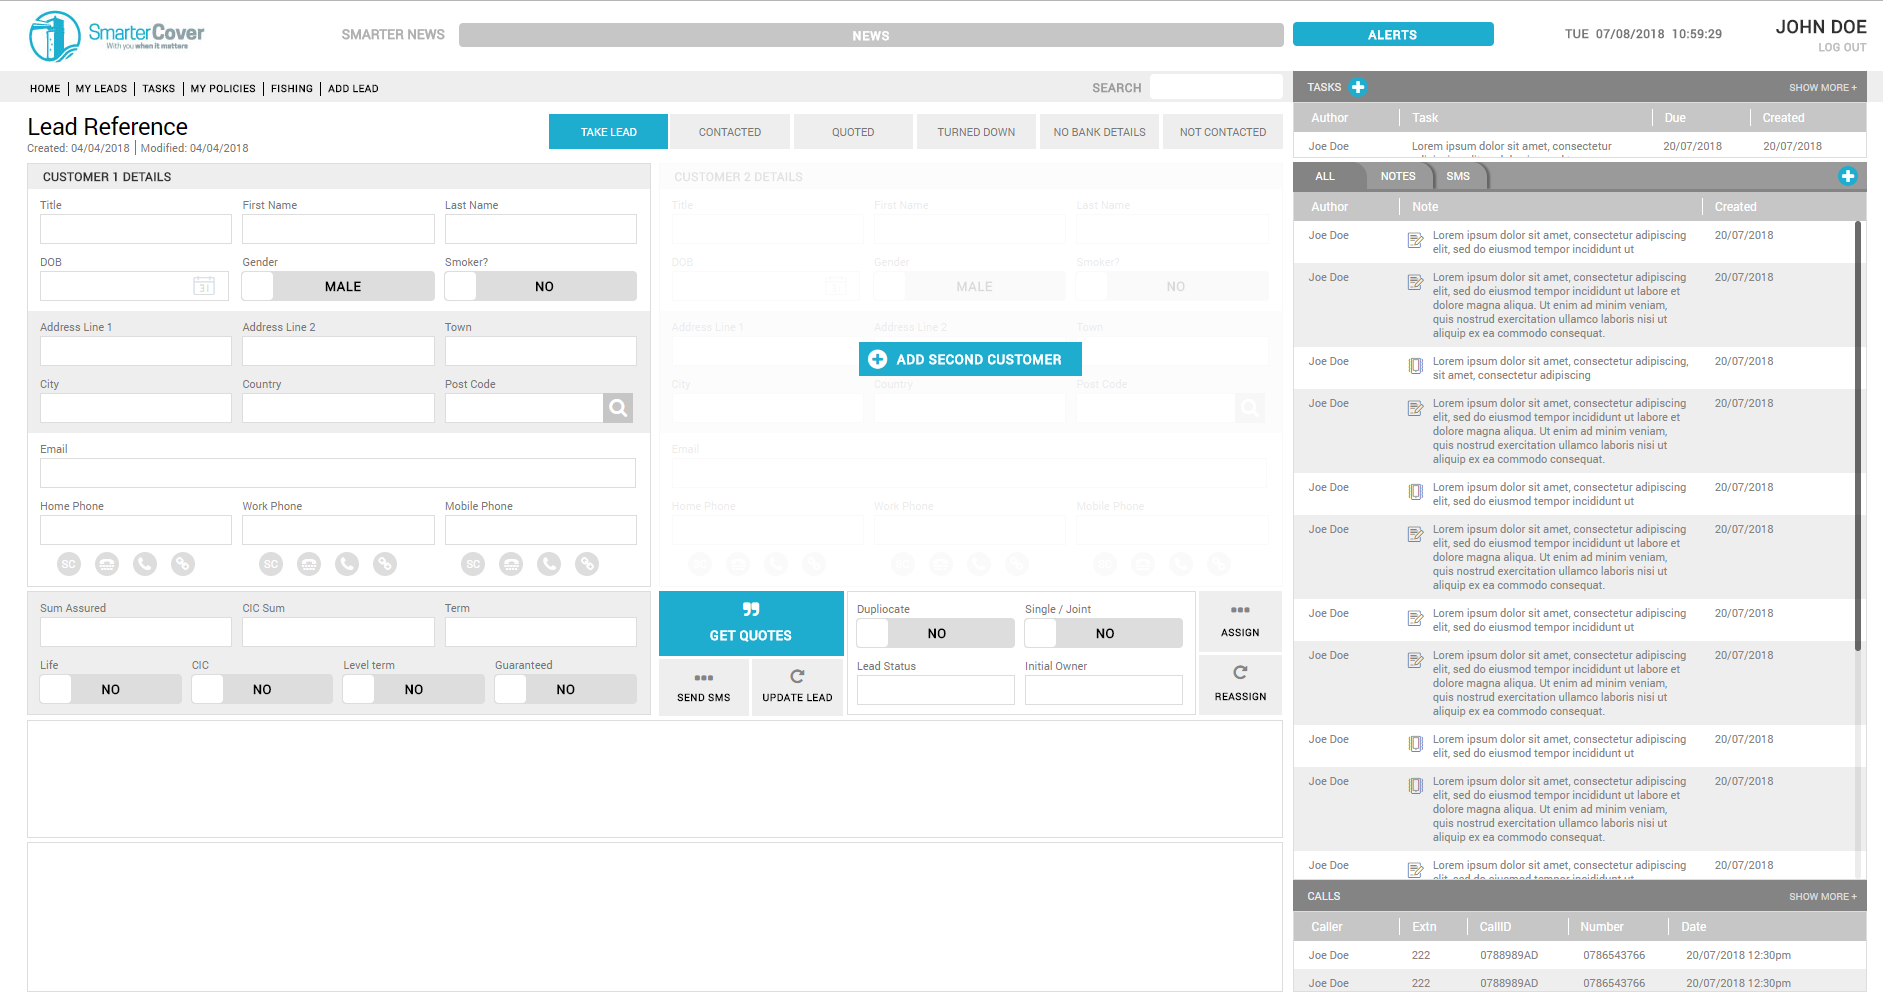 SmarterCover
With you when it matters
SMARTER NEWS
NEWS
ALERTS
TUE 07/08/2018 10:59:29
JOHN DOE
LOG OUT
HOME
MY LEADS
TASKS
MY POLICIES
FISHING
ADD LEAD
SEARCH
Lead Reference
Created: 04/04/2018 | Modified: 04/04/2018
TAKE LEAD
CONTACTED
QUOTED
TURNED DOWN
NO BANK DETAILS
NOT CONTACTED
CUSTOMER 1 DETAILS
Title
First Name
Last Name
DOB
Gender
Smoker?
31
MALE
NO
Address Line 1
Address Line 2
Town
City
Country
Post Code
Email
Home Phone
Work Phone
Mobile Phone
SC
SC
SC
CUSTOMER 2 DETAILS
Title
First Name
Last Name
DOB
Gender
Smoker?
MALE
NO
Address Line 1
Address Line 2
Town
ADD SECOND CUSTOMER
City
Country
Post Code
Email
Home Phone
Work Phone
Mobile Phone
SC
SC
SC
Sum Assured
CIC Sum
Term
Life
CIC
Level term
Guaranteed
NO
NO
NO
NO
GET QUOTES
SEND SMS
UPDATE LEAD
Dupliocate
Single / Joint
NO
NO
Lead Status
Initial Owner
ASSIGN
REASSIGN
TASKS
SHOW MORE +
Author
Task
Due
Created
Joe Doe
Lorem ipsum dolor sit amet, consectetur
20/07/2018
20/07/2018
ALL
NOTES
SMS
Author
Note
Created
Joe Doe
Lorem ipsum dolor sit amet, consectetur adipiscing
20/07/2018
elit, sed do eiusmod tempor incididunt ut
Joe Doe
Lorem ipsum dolor sit amet, consectetur adipiscing
20/07/2018
elit, sed do eiusmod tempor incididunt ut labore et
dolore magna aliqua. Ut enim ad minim veniam,
quis nostrud exercitation ullamco laboris nisi ut
aliquip ex ea commodo consequat.
Joe Doe
Lorem ipsum dolor sit amet, consectetur adipiscing,
20/07/2018
sit amet, consectetur adipiscing
Joe Doe
Lorem ipsum dolor sit amet, consectetur adipiscing
20/07/2018
elit, sed do eiusmod tempor incididunt ut labore et
dolore magna aliqua. Ut enim ad minim veniam,
quis nostrud exercitation ullamco laboris nisi ut
aliquip ex ea commodo consequat.
Joe Doe
Lorem ipsum dolor sit amet, consectetur adipiscing
20/07/2018
elit, sed do eiusmod tempor incididunt ut
Joe Doe
Lorem ipsum dolor sit amet, consectetur adipiscing
20/07/2018
elit, sed do eiusmod tempor incididunt ut labore et
dolore magna aliqua. Ut enim ad minim veniam,
quis nostrud exercitation ullamco laboris nisi ut
aliquip ex ea commodo consequat.
Joe Doe
Lorem ipsum dolor sit amet, consectetur adipiscing
20/07/2018
elit, sed do eiusmod tempor incididunt ut
Joe Doe
Lorem ipsum dolor sit amet, consectetur adipiscing
20/07/2018
elit, sed do eiusmod tempor incididunt ut labore et
dolore magna aliqua. Ut enim ad minim veniam,
quis nostrud exercitation ullamco laboris nisi ut
aliquip ex ea commodo consequat.
Joe Doe
Lorem ipsum dolor sit amet, consectetur adipiscing
20/07/2018
elit, sed do eiusmod tempor incididunt ut
Joe Doe
Lorem ipsum dolor sit amet, consectetur adipiscing
20/07/2018
elit, sed do eiusmod tempor incididunt ut labore et
dolore magna aliqua. Ut enim ad minim veniam,
quis nostrud exercitation ullamco laboris nisi ut
aliquip ex ea commodo consequat.
Joe Doe
Lorem ipsum dolor sit amet, consectetur adipiscing
20/07/2018
CALLS
SHOW MORE +
Caller
Extn
CallID
Number
Date
Joe Doe
222
0788989AD
0786543766
20/07/2018 12:30pm
Joe Doe
222
0788989AD
0786543766
20/07/2018 12:30pm